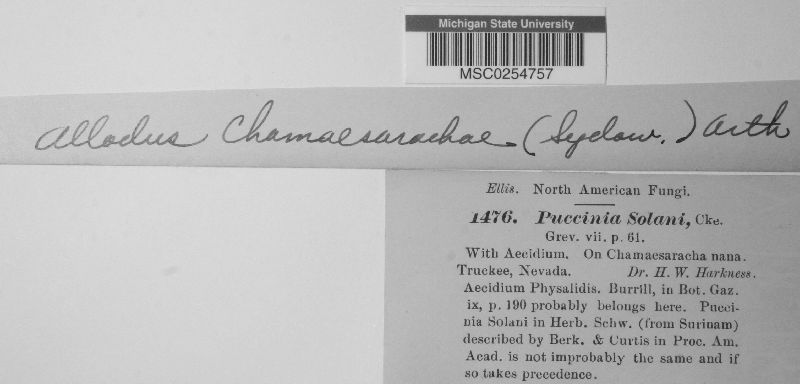 Michigan State University
MSC0254757
Allodus Chamaesarachae (Sydow.) Arth
Ellis. North American Fungi.
1476. Puccinia Solani, Cke.
Grev. vii. p. 61.
With Aecidium. On Chamaesaracha nana.
Truckee, Nevada. Dr. H. W. Harkness.
Aecidium Physalidis. Burrill, in Bot. Gaz.
ix, p. 190 probably belongs here. Pucci-
nia Solani in Herb. Schw. (from Surinam)
described by Berk. & Curtis in Proc. Am.
Acad. is not improbably the same and if
so takes precedence.